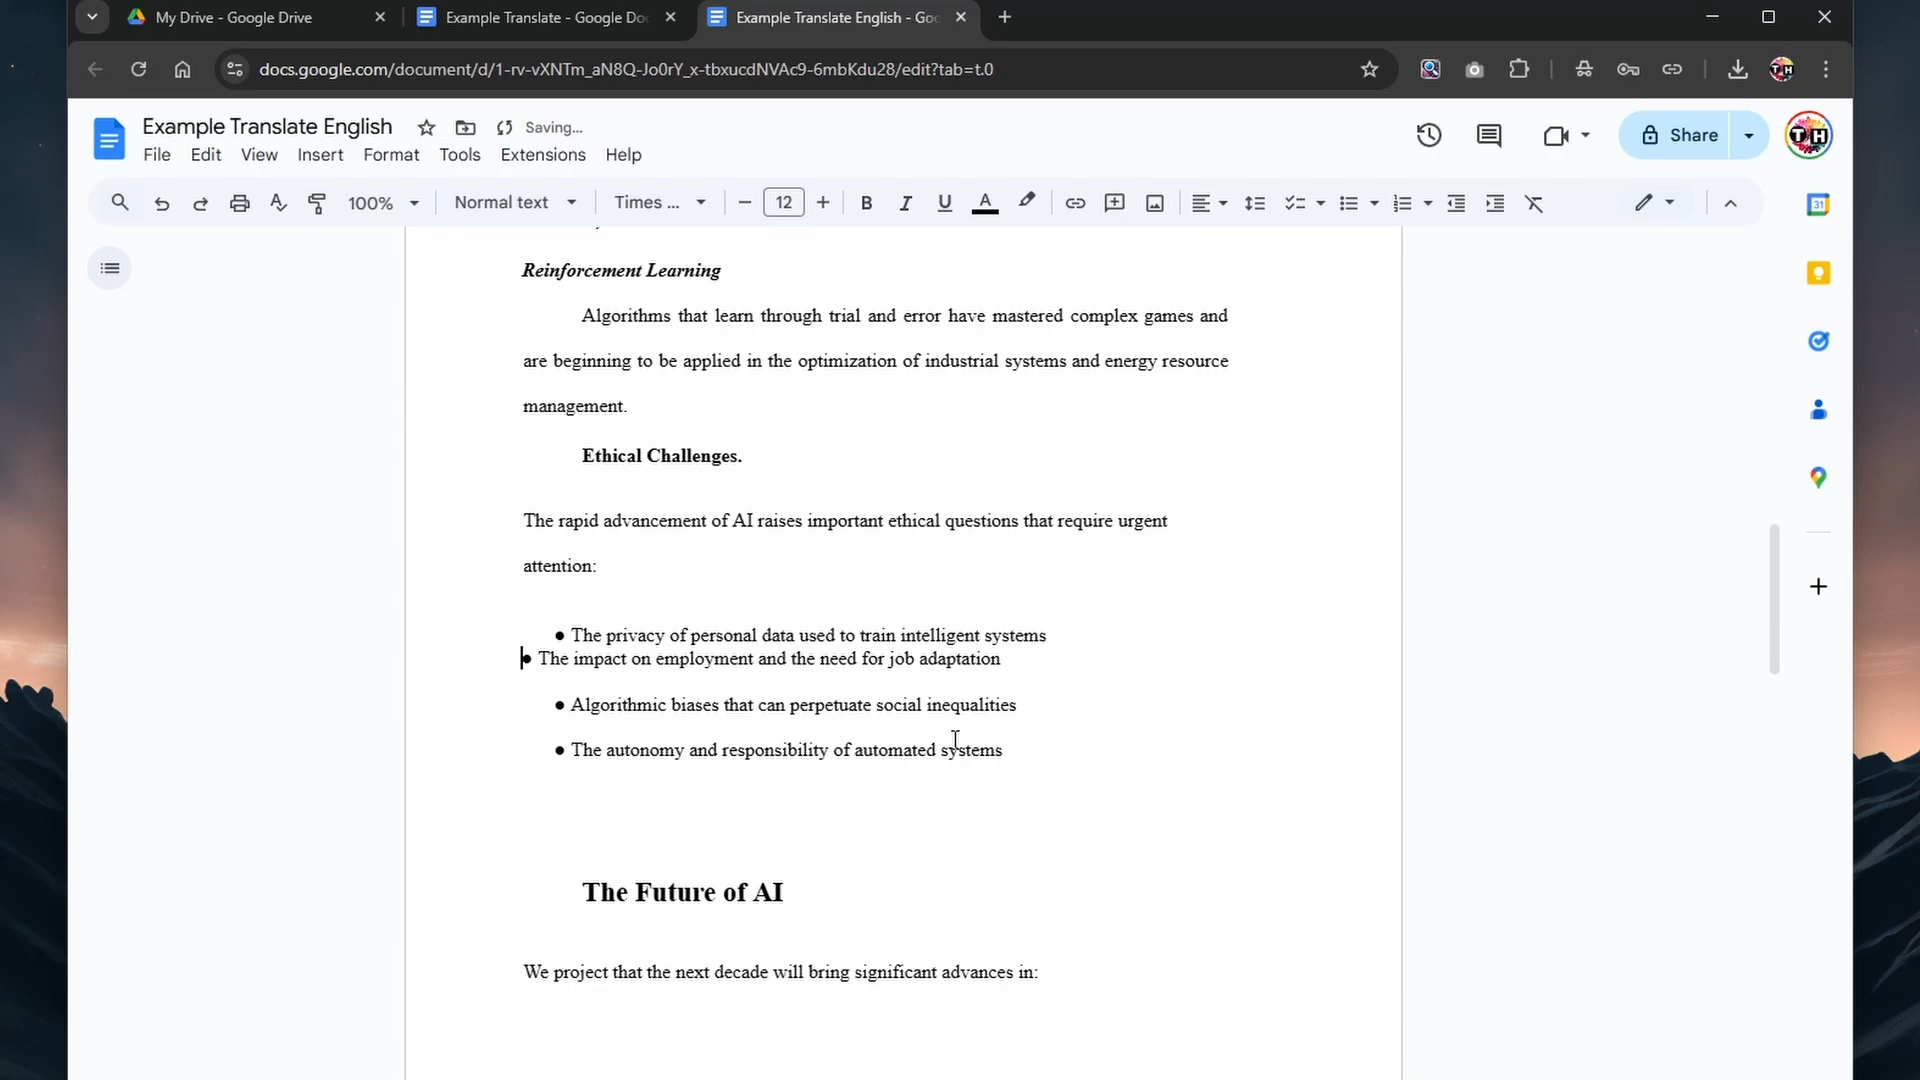 My Drive - Google Drive
Example Translate - Google Do
Example Translate English - Goo
docs.google.com/document/d/1-rv-vXNTm_aN8Q-Jo0rY_x-tbxucdNVAc9-6mbKdu28/edit?tab=t.0
Example Translate English
Saving...
File Edit View Insert Format Tools Extensions Help
Share
100%
Normal text
Times ...
12
B I U A
31
Reinforcement Learning
Algorithms that learn through trial and error have mastered complex games and
are beginning to be applied in the optimization of industrial systems and energy resource
management.
Ethical Challenges.
The rapid advancement of AI raises important ethical questions that require urgent
attention:
● The privacy of personal data used to train intelligent systems
● The impact on employment and the need for job adaptation
● Algorithmic biases that can perpetuate social inequalities
● The autonomy and responsibility of automated systems
The Future of AI
We project that the next decade will bring significant advances in: